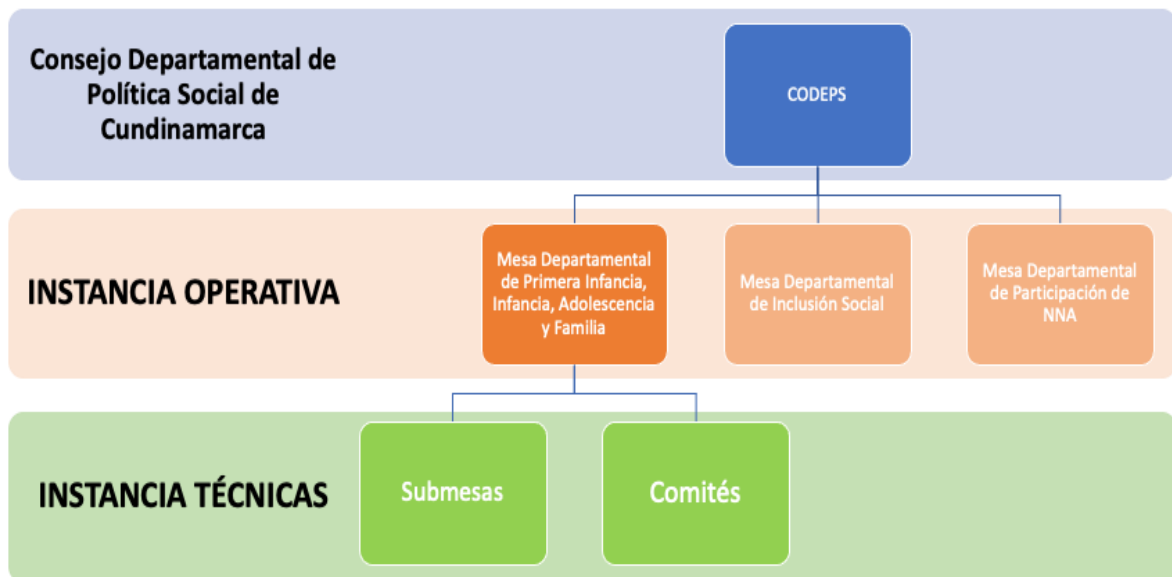 Consejo Departamental de
Política Social de
Cundinamarca
CODEPS
INSTANCIA OPERATIVA
Mesa Departamental
de Primera Infancia,
Infancia, Adolescencia
y Familia
Mesa Departamental
de Inclusión Social
Mesa Departamental
de Participación de
NNA
INSTANCIA TÉCNICAS
Submesas
Comités